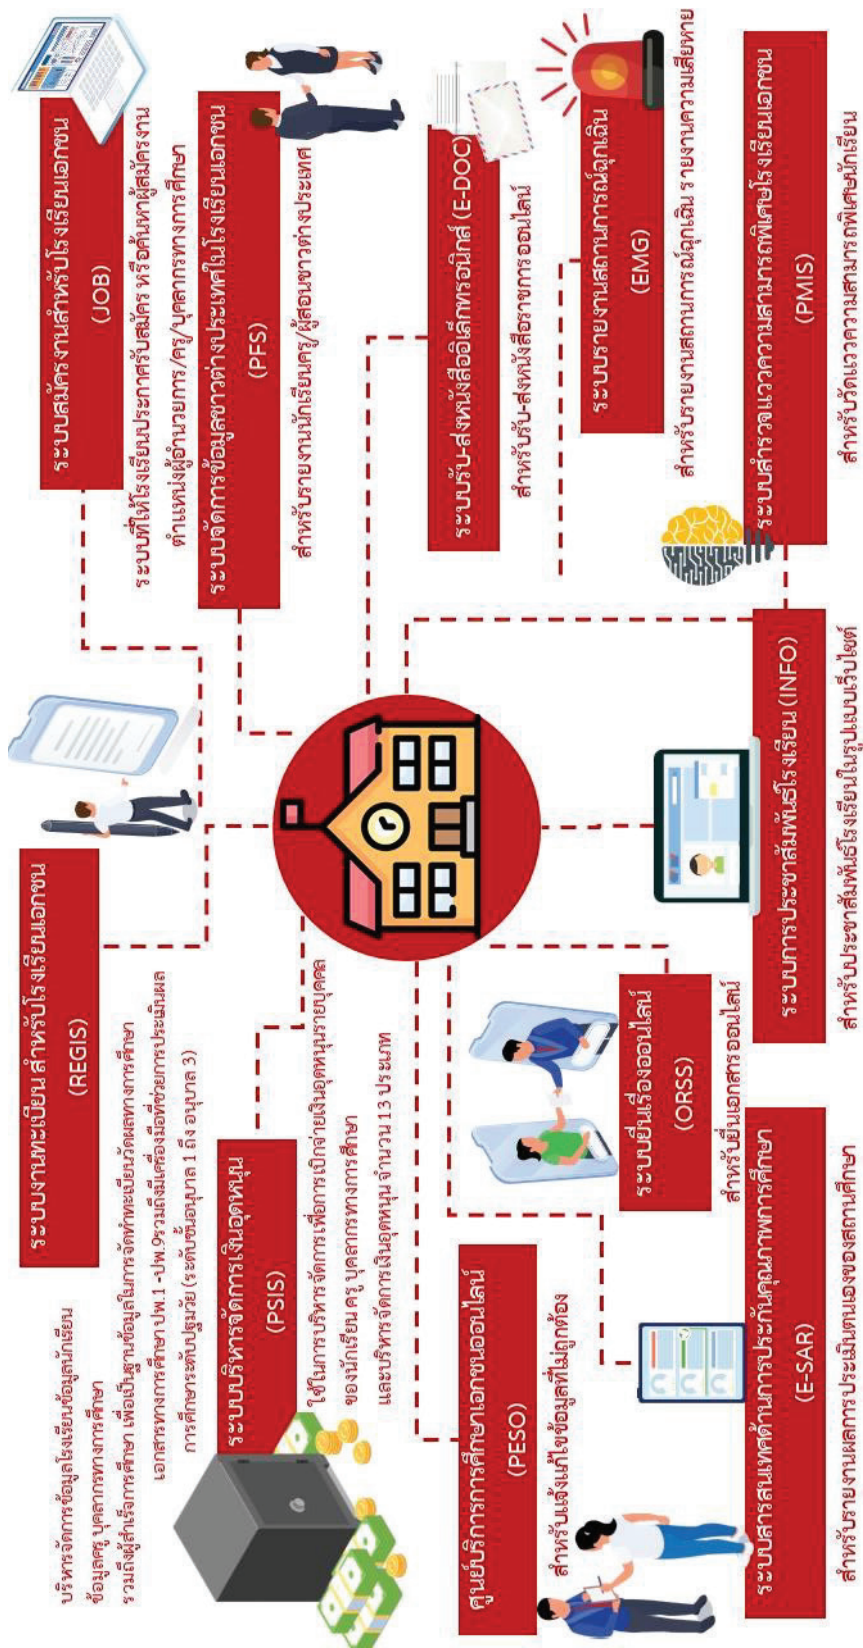 ระบบงานทะเบียน สำหรับโรงเรียนเอกชน
(REGIS)
บริหารจัดการข้อมูลโรงเรียนข้อมูลนักเรียน
ข้อมูลครู บุคลากรทางการศึกษา
รวมถึงผู้สำเร็จการศึกษา เพื่อเป็นฐานข้อมูลในการจัดทำทะเบียนวัดผลทางการศึกษา
เอกสารทางการศึกษา ปพ.1 -ปพ.9รวมถึงมีเครื่องมือที่ช่วยการประเมินผล
การศึกษาระดับปฐมวัย (ระดับชั้นอนุบาล 1 ถึง อนุบาล 3)
ระบบสมัครงานสำหรับโรงเรียนเอกชน
(JOB)
ระบบที่ให้โรงเรียนประกาศรับสมัคร หรือค้นหาผู้สมัครงาน
ตำแหน่งผู้อำนวยการ/ครู/บุคลากรทางการศึกษา
ระบบบริหารจัดการเงินอุดหนุน
(PSIS)
ใช้ในการบริหารจัดการเพื่อการเบิกจ่ายเงินอุดหนุนรายบุคคล
ของนักเรียน ครู บุคลากรทางการศึกษา
และบริหารจัดการเงินอุดหนุน จำนวน 13 ประเภท
ระบบจัดการข้อมูลชาวต่างประเทศในโรงเรียนเอกชน
(PFS)
สำหรับรายงานนักเรียนครู/ผู้สอนชาวต่างประเทศ
ศูนย์บริการการศึกษาเอกชนออนไลน์
(PESO)
สำหรับแจ้งแก้ไขข้อมูลที่ไม่ถูกต้อง
ระบบรับ-ส่งหนังสืออิเล็กทรอนิกส์ (E-DOC)
สำหรับรับ-ส่งหนังสือราชการออนไลน์
ระบบยื่นเรื่องออนไลน์
(ORSS)
สำหรับยื่นเอกสารออนไลน์
ระบบรายงานสถานการณ์ฉุกเฉิน
(EMG)
สำหรับรายงานสถานการณ์ฉุกเฉิน รายงานความเสียหาย
ระบบสารสนเทศด้านการประกันคุณภาพการศึกษา
(E-SAR)
สำหรับรายงานผลการประเมินตนเองของสถานศึกษา
ระบบการประชาสัมพันธ์โรงเรียน (INFO)
สำหรับประชาสัมพันธ์โรงเรียนในรูปแบบเว็บไซต์
ระบบสำรวจแววความสามารถพิเศษโรงเรียนเอกชน
(PMIS)
สำหรับวัดแววความสามารถพิเศษนักเรียน